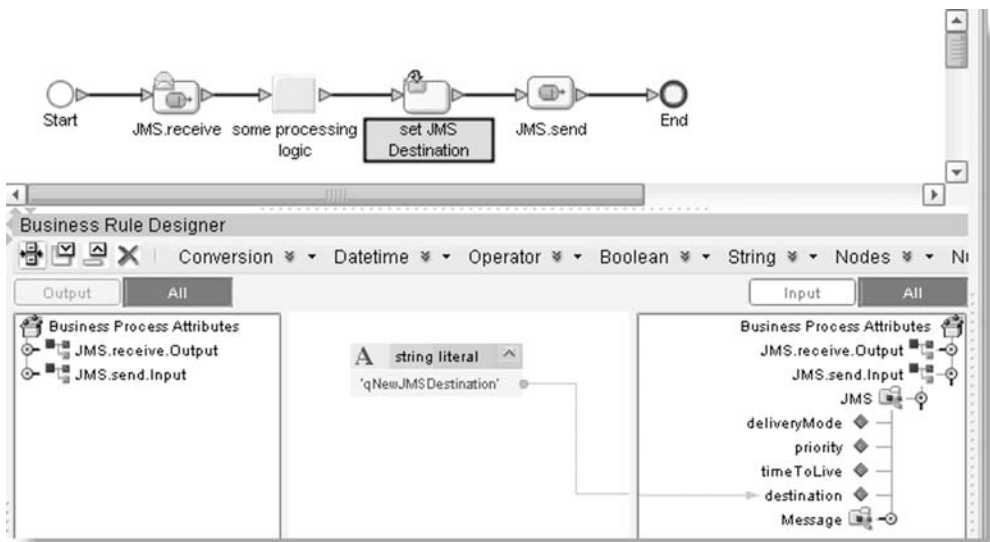 Start
JMS.receive
some processing
logic
set JMS
Destination
JMS.send
End
Business Rule Designer
Conversion Datetime Operator Boolean String Nodes Nu
Output All Input All
Business Process Attributes
JMS.receive.Output
JMS.send.Input
A string literal
'qNewJMSDestination'
Business Process Attributes
JMS.receive.Output
JMS.send.Input
JMS
deliveryMode
priority
timeToLive
destination
Message